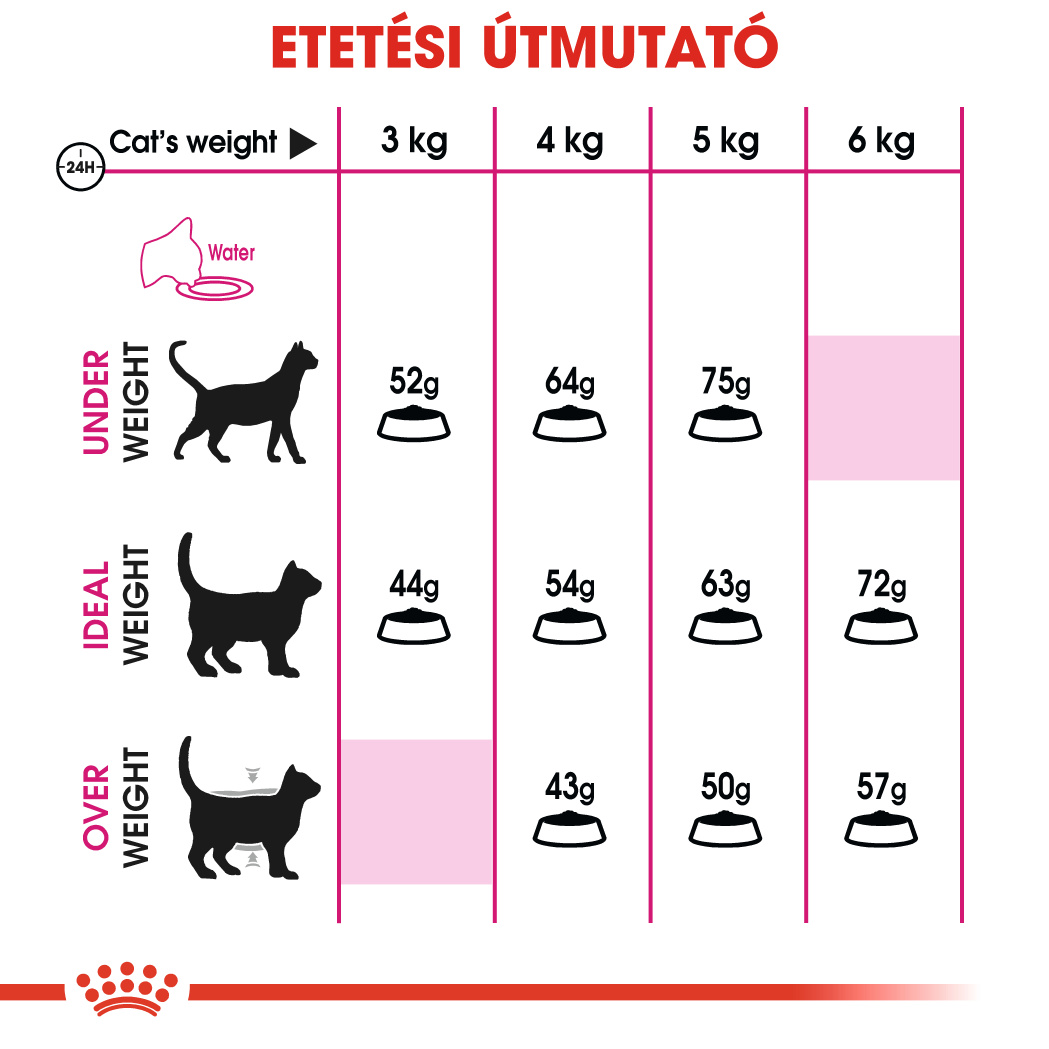 ETETÉSI ÚTMUTATÓ
Cat's weight 3 kg 4 kg 5 kg 6 kg
24H
Water
UNDER WEIGHT 52g 64g 75g
IDEAL WEIGHT 44g 54g 63g 72g
OVER WEIGHT 43g 50g 57g